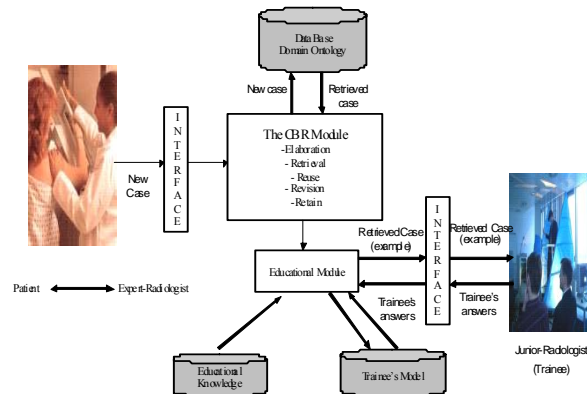 Data Base
Domain Ontology
New case
Retrieved
case
INTERFACE
The CBR Module
-Elaboration
- Retrieval
- Reuse
- Revision
- Retain
New
Case
Retrieved Case
(example)
INTERFACE
Retrieved Case
(example)
Educational Module
Trainee's
answers
Trainee's
answers
Patient
Expert-Radiologist
Junior-Radiologist
(Trainee)
Educational
Knowledge
Trainee's Model